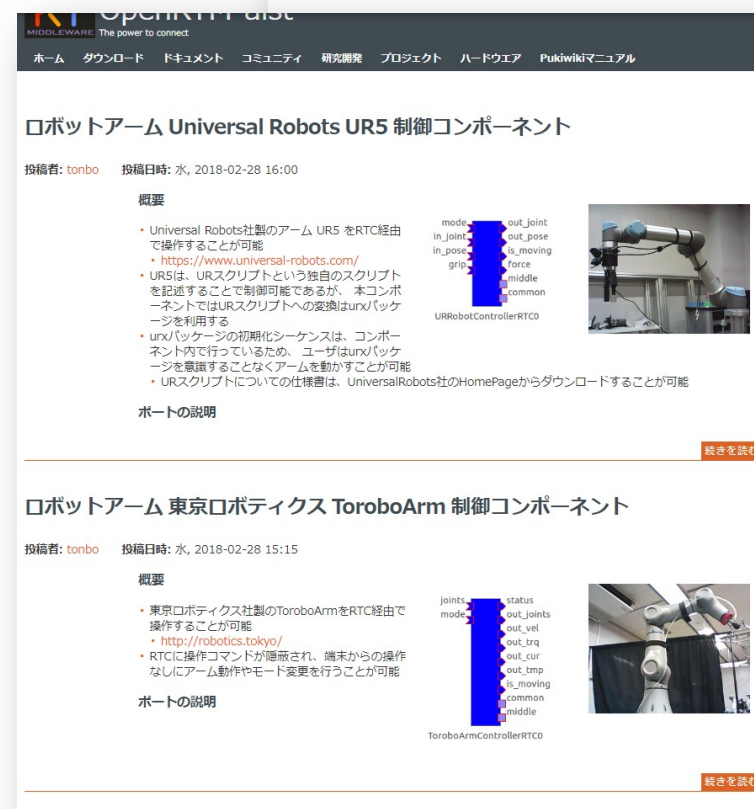 OpenRTM-aist
MIDDLEWARE The power to connect
ホーム ダウンロード ドキュメント コミュニティ 研究開発 プロジェクト ハードウエア Pukiwikiマニュアル
ロボットアーム Universal Robots UR5 制御コンポーネント
投稿者: tonbo 投稿日時: 水, 2018-02-28 16:00
概要
・Universal Robots社製のアーム UR5 をRTC経由
で操作することが可能
・https://www.universal-robots.com/
・UR5は、URスクリプトという独自のスクリプト
を記述することで制御可能であるが、 本コンポ
ーネントではURスクリプトへの変換はurxパッケ
ージを利用する
・urxパッケージの初期化シーケンスは、コンポー
ネント内で行っているため、 ユーザはurxパッケ
ージを意識することなくアームを動かすことが可能
・URスクリプトについての仕様書は、UniversalRobots社のHomePageからダウンロードすることが可能
mode out_joint
in_joint out_pose
in_pose is_moving
grip force
middle
common
URRobotControllerRTC0
ポートの説明
続きを読む
ロボットアーム 東京ロボティクス ToroboArm 制御コンポーネント
投稿者: tonbo 投稿日時: 水, 2018-02-28 15:15
概要
・東京ロボティクス社製のToroboArmをRTC経由で
操作することが可能
・http://robotics.tokyo/
・RTCに操作コマンドが隠蔽され、端末からの操作
なしにアーム動作やモード変更を行うことが可能
joints status
mode out_joints
out_vel
out_trq
out_cur
out_tmp
is_moving
common
middle
ToroboArmControllerRTC0
ポートの説明
続きを読む